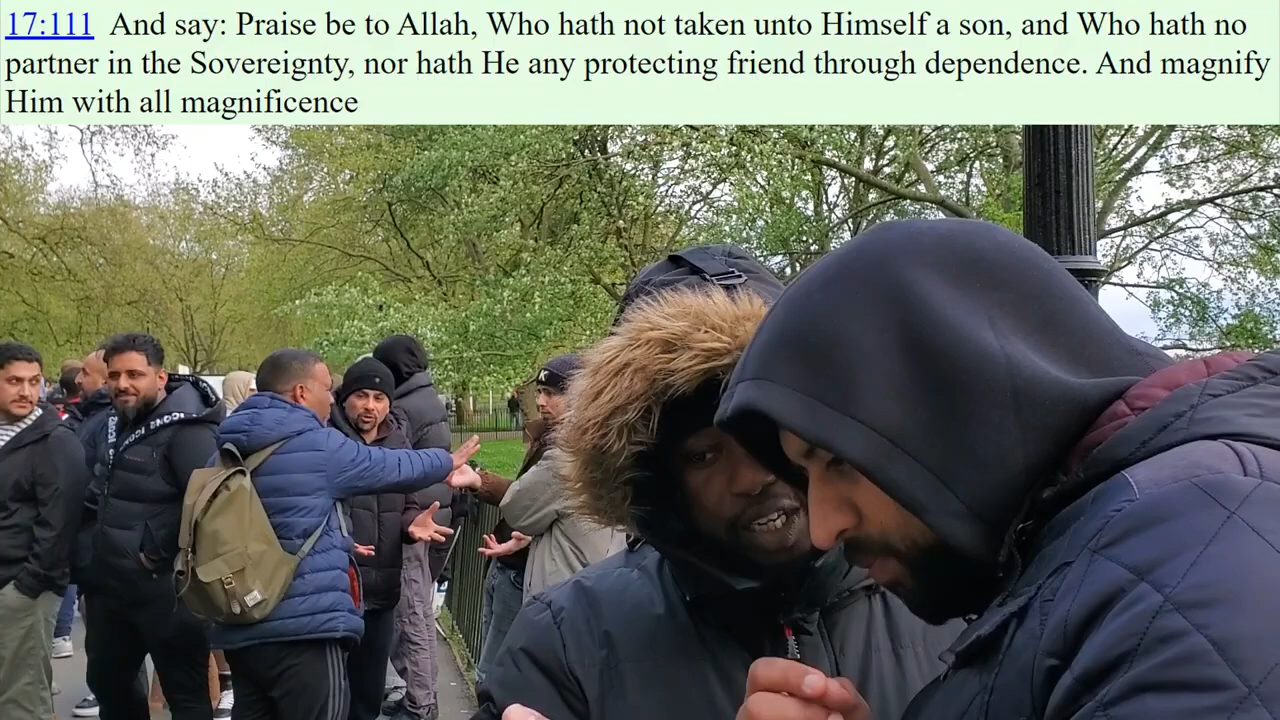 17:111 And say: Praise be to Allah, Who hath not taken unto Himself a son, and Who hath no
partner in the Sovereignty, nor hath He any protecting friend through dependence. And magnify
Him with all magnificence